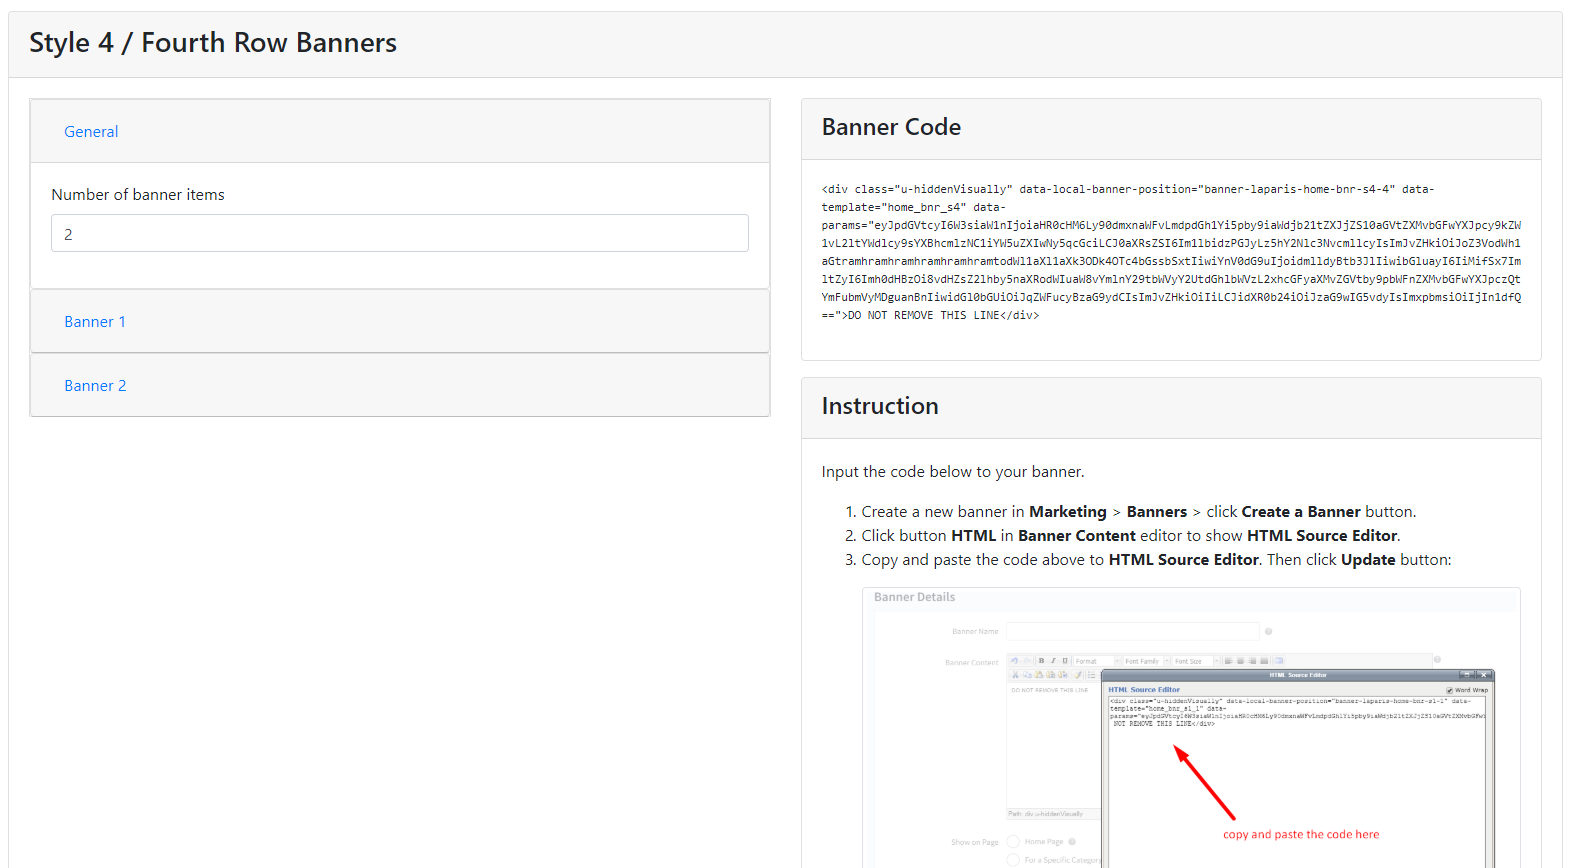 Style 4 / Fourth Row Banners
General
Number of banner items
2
Banner 1
Banner 2
Banner Code
<div class="u-hiddenVisually" data-local-banner-position="banner-laparis-home-bnr-s4-4" data-
template="home_bnr_s4" data-
params="eyJpdGVtcyI6W3siaW1nIjoiaHR0cHM6Ly90dmxnaWFvLmdpdGh1Yi5pby9iaWdjb21tZXJjZS10aGVtZXMvbGFwYXJpcy9kZW
1vL2ltYWdlcy9sYXBhcmlzNC1iYW5uZXIwNy5qcGciLCJ0aXRsZSI6Im1lbidzPGJyLz5hY2Nlc3NvcmllcyIsImJvZHkiOiJoZ3VodWh1
aGtramhramhramhramhramhramtodWl1aXl1aXk3ODk4OTc4bGssbSxtIiwiYnV0dG9uIjoidmlldyBtb3JlIiwibGluayI6IiMifSx7Im
ltZyI6Imh0dHBzOi8vdHZsZ2lhby5naXRodWIuaW8vYmlnY29tbWVyY2UtdGhlbWVzL2xhcGFyaXMvZGVtby9pbWFnZXMvbGFwYXJpczQt
YmFubmVyMDguanBnIiwidGl0bGUiOiJqZWFucyBzaG9ydCIsImJvZHkiOiIiLCJidXR0b24iOiJzaG9wIG5vdyIsImxpbmsiOiIjIn1dfQ
==">DO NOT REMOVE THIS LINE</div>
Instruction
Input the code below to your banner.
1. Create a new banner in Marketing > Banners > click Create a Banner button.
2. Click button HTML in Banner Content editor to show HTML Source Editor.
3. Copy and paste the code above to HTML Source Editor. Then click Update button:
Banner Details
Banner Name
Banner Content
B I U Format Font Family Font Size
DO NOT REMOVE THIS LINE
HTML Source Editor
HTML Source Editor
Word Wrap
<div class="u-hiddenVisually" data-local-banner-position="banner-laparis-home-bnr-s1-1" data-
template="home_bnr_s1_1" data-
NOT REMOVE THIS LINE</div>
copy and paste the code here
Path: div.u-hiddenVisually
Show on Page
Home Page
For a Specific Category